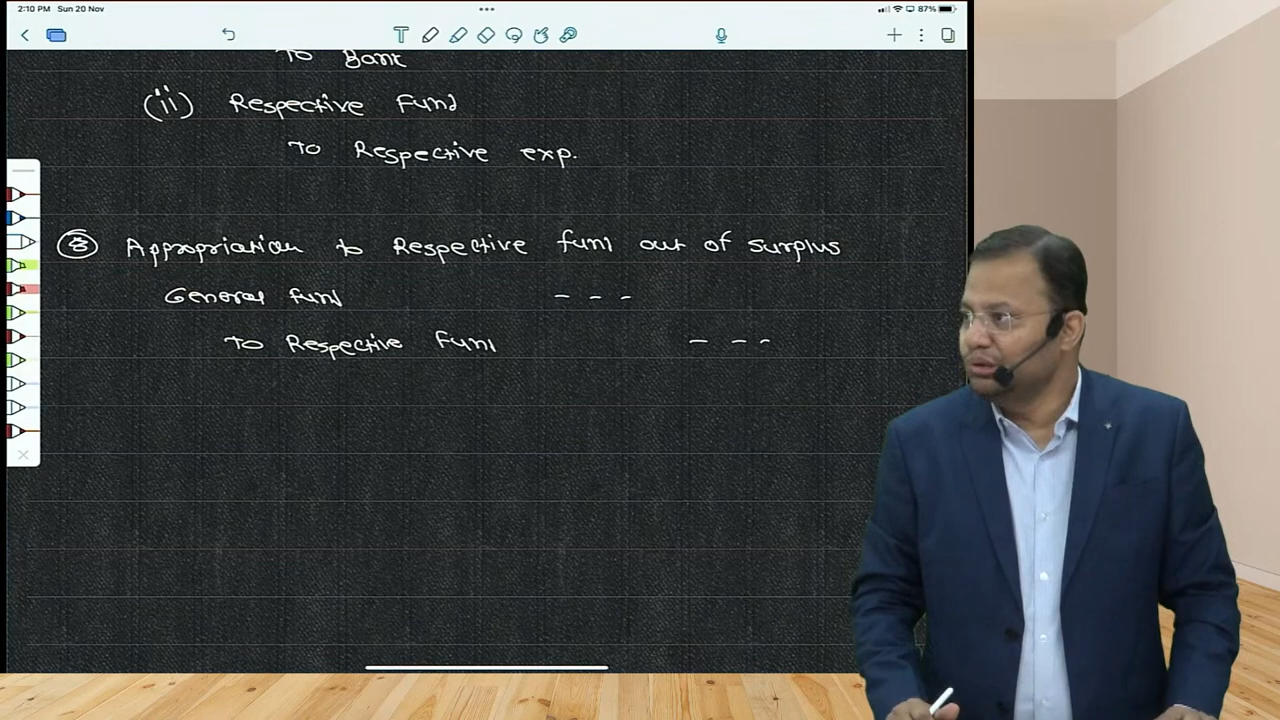 2:10 PM Sun 20 Nov
87%
To Bank
(ii) Respective Fund
To Respective exp.
⑧ Appropriation to Respective fund out of surplus
General fund - - -
To Respective Fund - - -